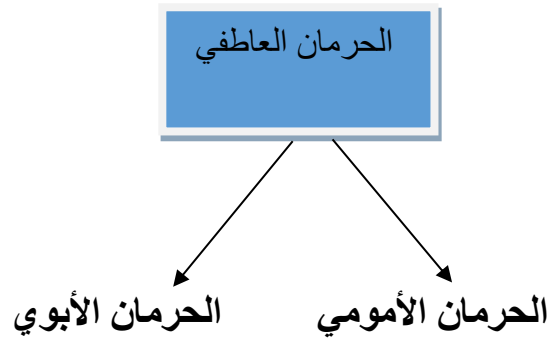 الحرمان العاطفي
الحرمان الأمومي
الحرمان الأبوي